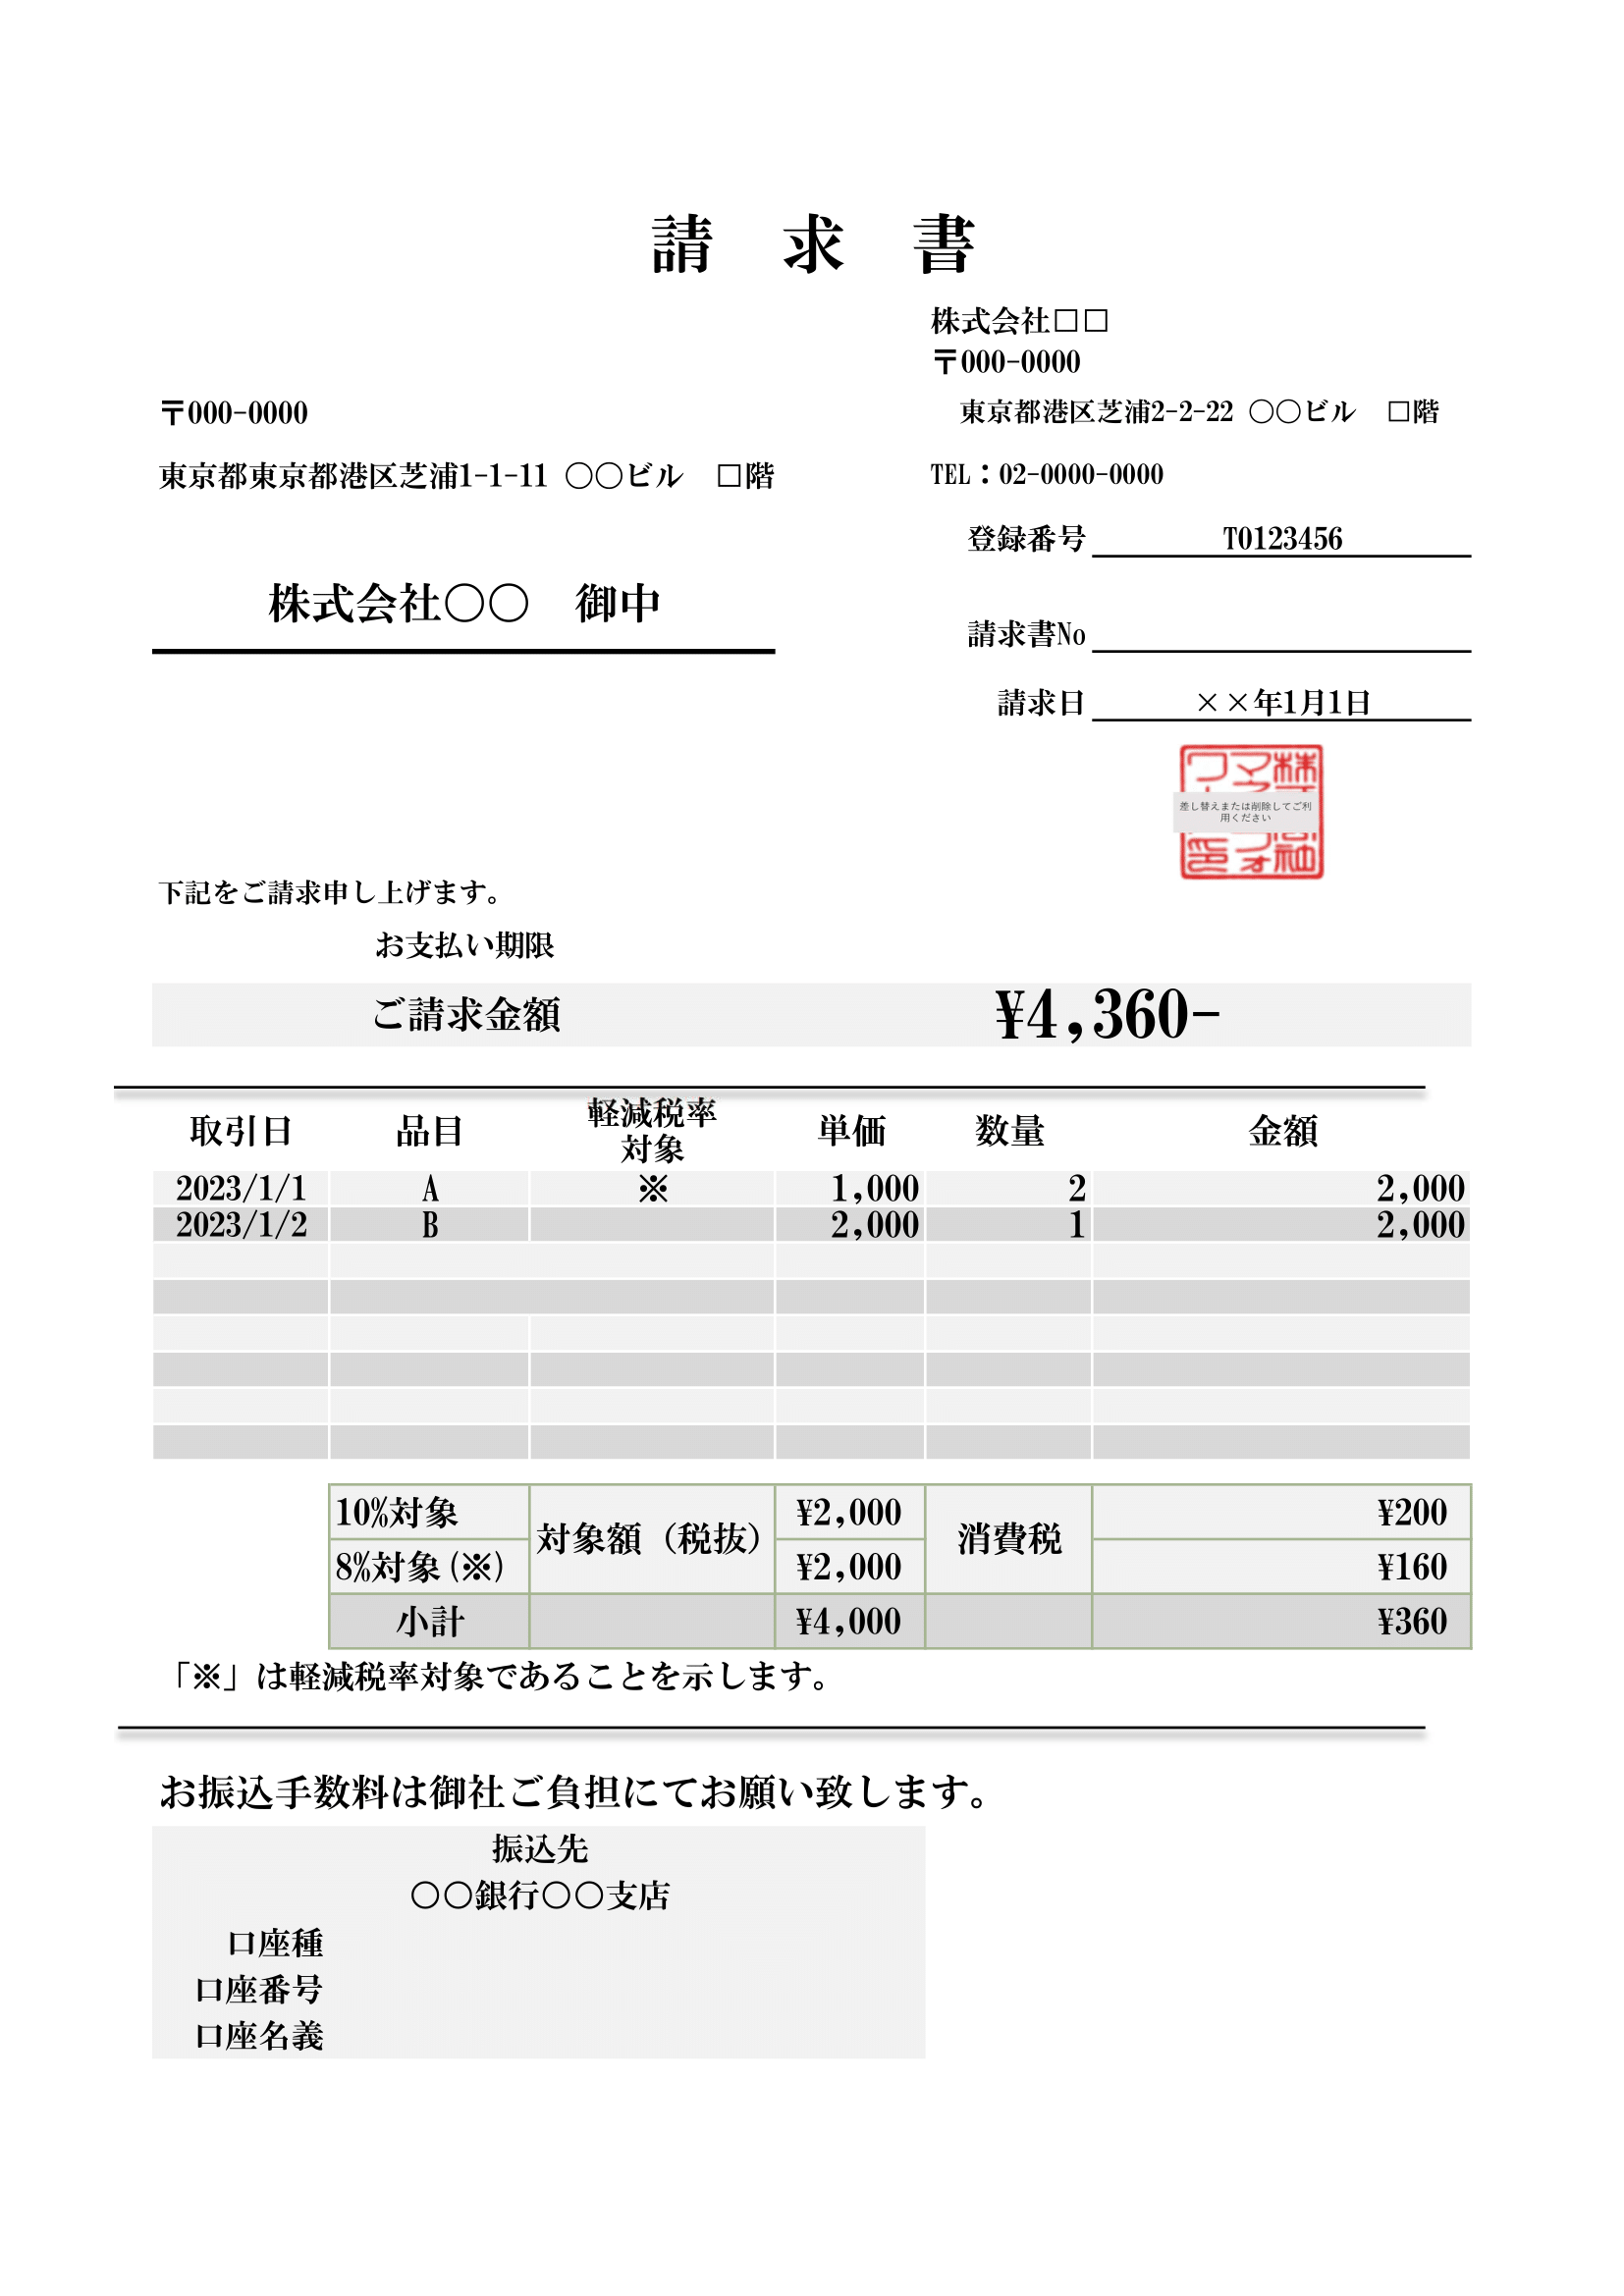 請　求　書
株式会社□□
〒000-0000
〒000-0000
東京都港区芝浦2-2-22 〇〇ビル　□階
東京都東京都港区芝浦1-1-11 〇〇ビル　□階
TEL：02-0000-0000
登録番号 T0123456
株式会社〇〇　御中
請求書No
請求日 ××年1月1日
差し替えまたは削除してご利
用ください
下記をご請求申し上げます。
お支払い期限
ご請求金額 ¥4,360-
取引日 品目 軽減税率対象 単価 数量 金額
2023/1/1 A ※ 1,000 2 2,000
2023/1/2 B 2,000 1 2,000
10%対象 対象額（税抜） ¥2,000 消費税 ¥200
8%対象(※) ¥2,000 ¥160
小計 ¥4,000 ¥360
「※」は軽減税率対象であることを示します。
お振込手数料は御社ご負担にてお願い致します。
振込先
〇〇銀行〇〇支店
口座種
口座番号
口座名義